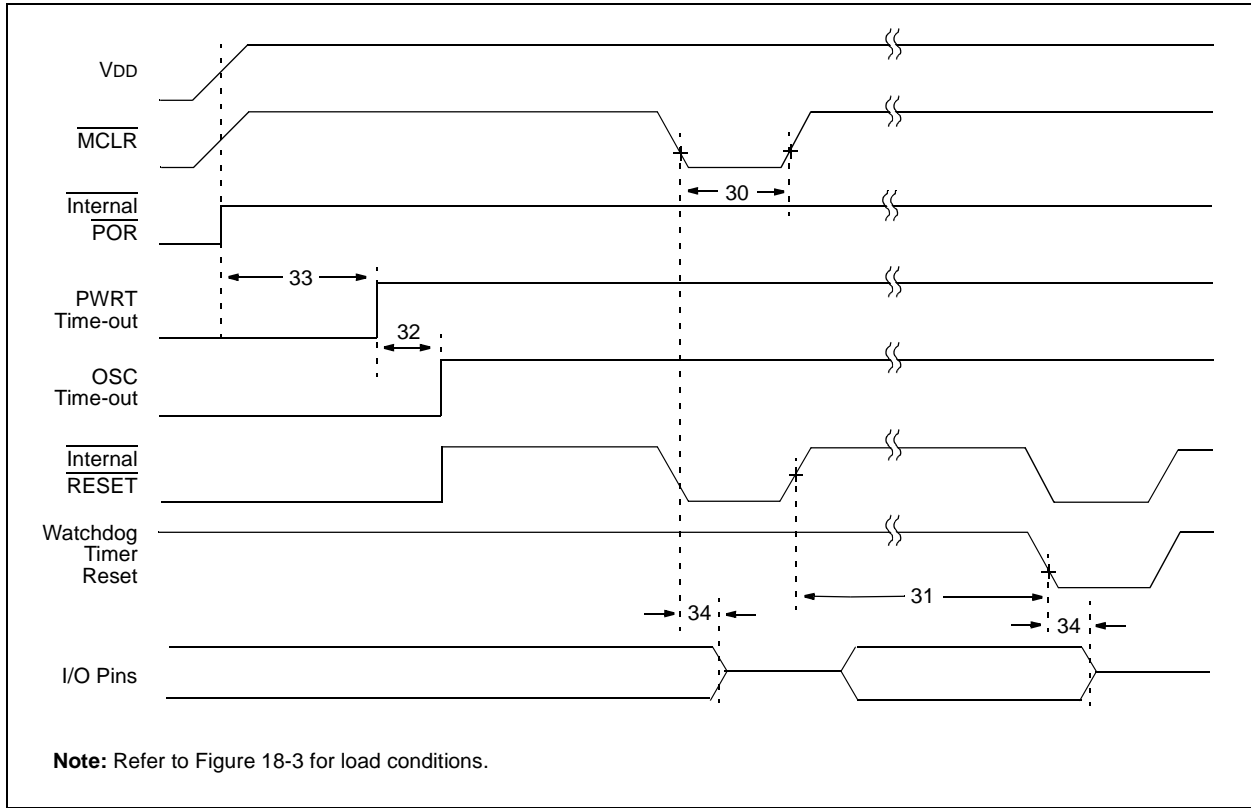 VDD
MCLR
30
Internal
POR
33
PWRT
Time-out
32
OSC
Time-out
Internal
RESET
Watchdog
Timer
Reset
31
34
34
I/O Pins
Note: Refer to Figure 18-3 for load conditions.